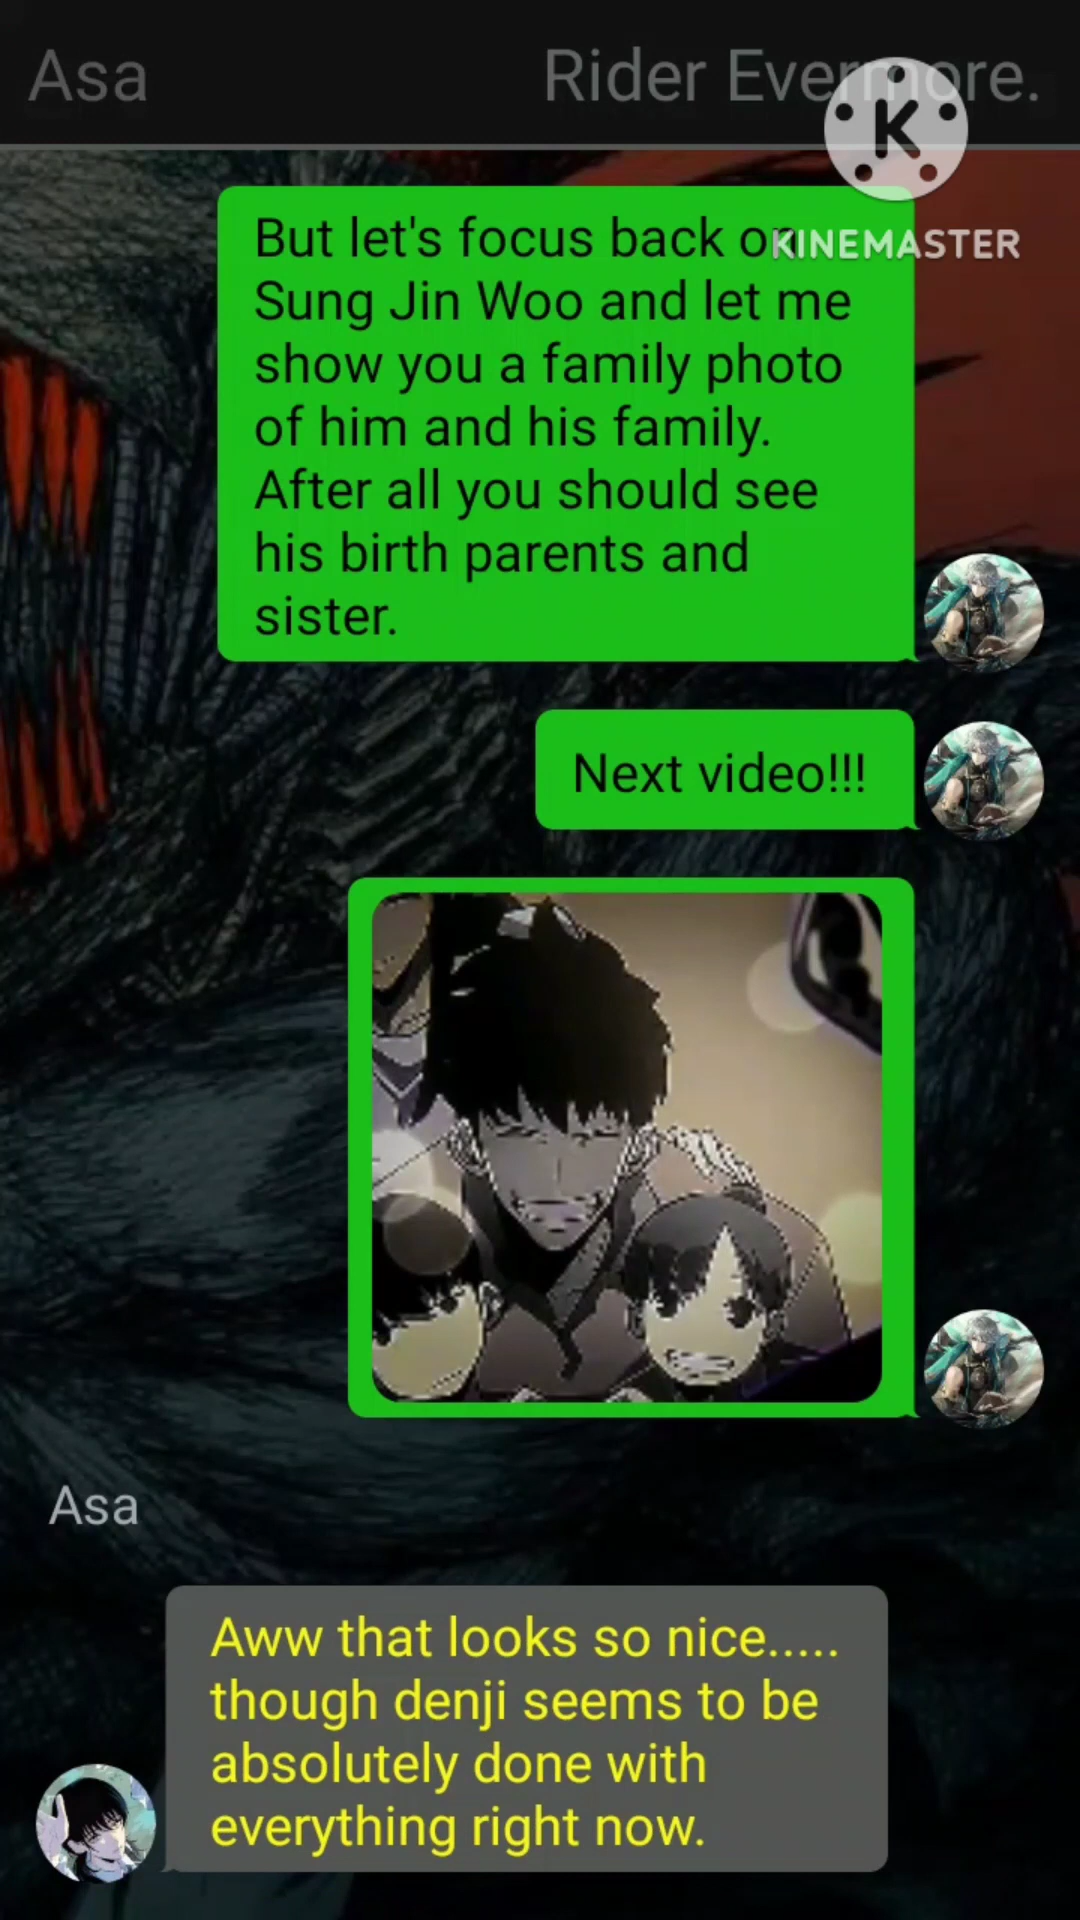 Asa
Rider Evermore.
K
KINEMASTER
But let's focus back on
Sung Jin Woo and let me
show you a family photo
of him and his family.
After all you should see
his birth parents and
sister.
Next video!!!
Asa
Aww that looks so nice.....
though denji seems to be
absolutely done with
everything right now.